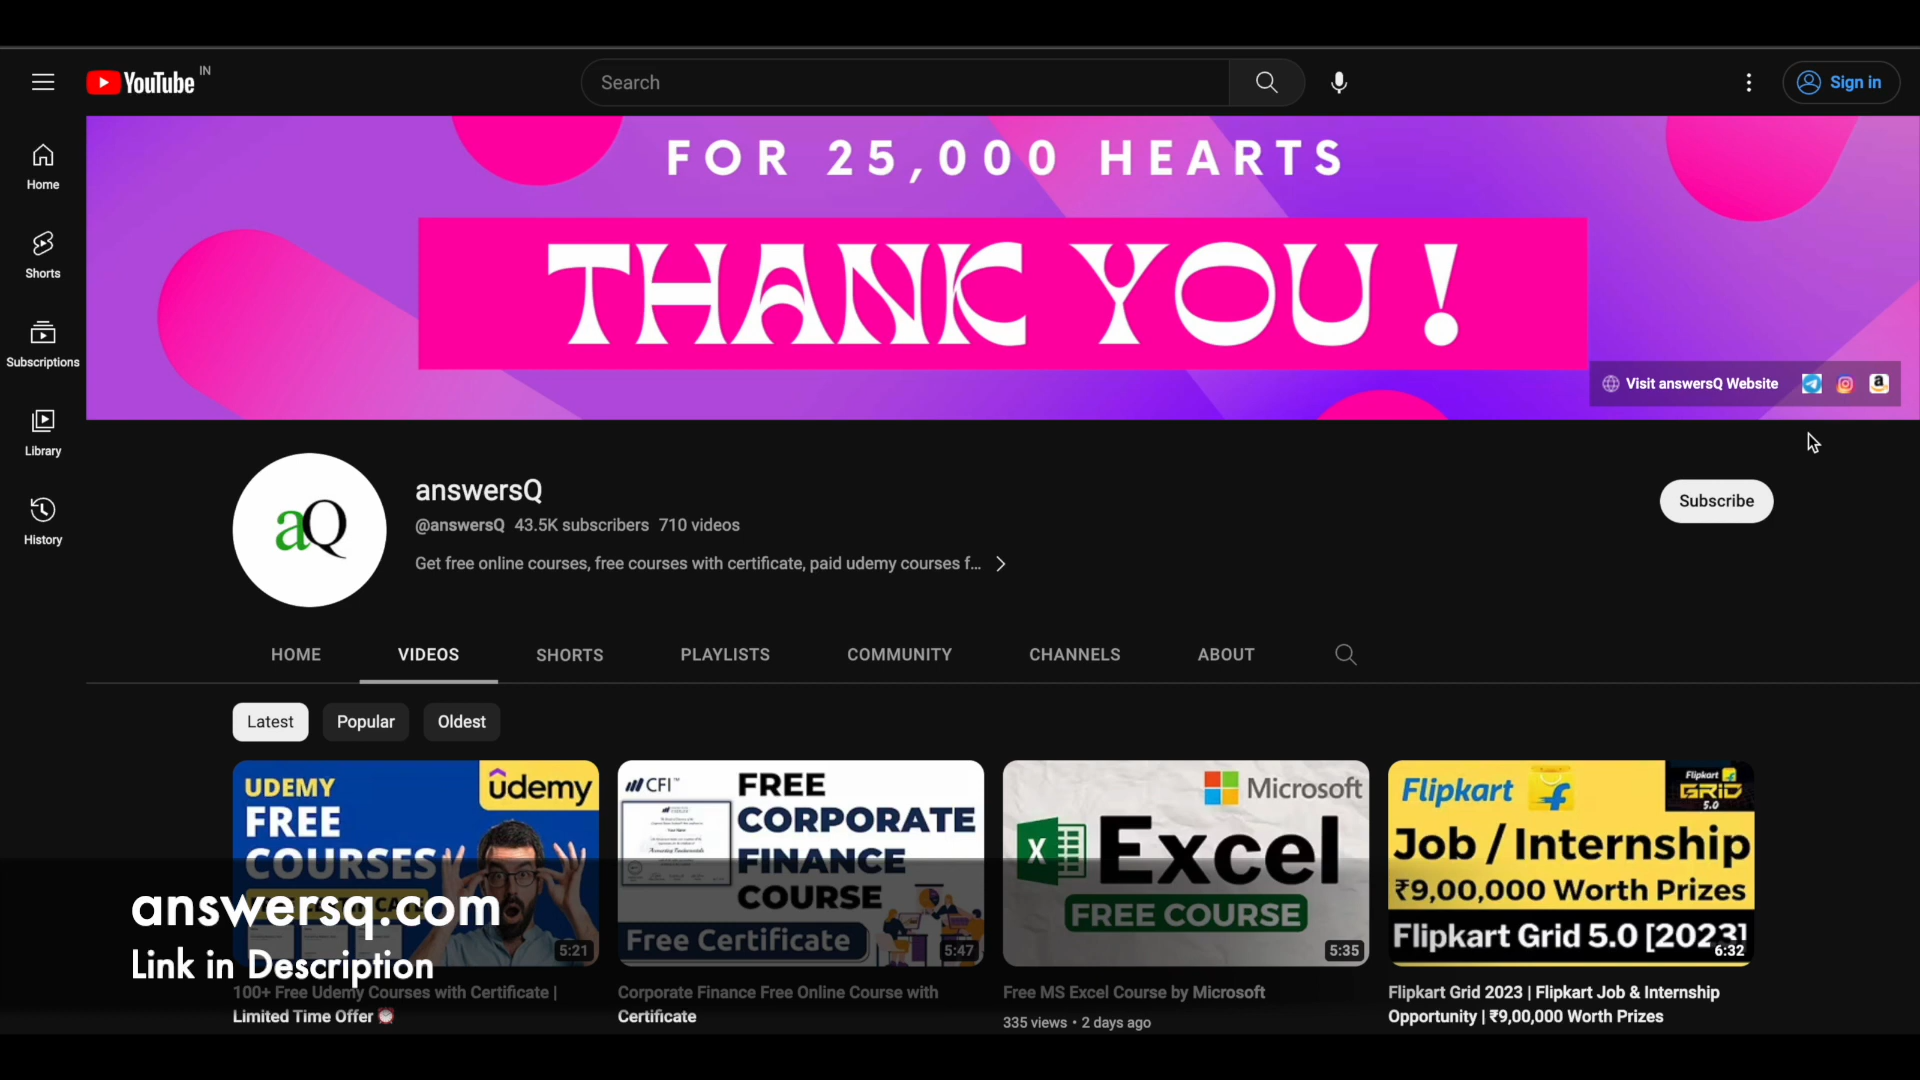 YouTube IN
Search
Sign in
Home
Shorts
Subscriptions
Library
History
FOR 25,000 HEARTS
THANK YOU !
Visit answersQ Website
aQ
answersQ
@answersQ 43.5K subscribers 710 videos
Get free online courses, free courses with certificate, paid udemy courses f...
Subscribe
HOME VIDEOS SHORTS PLAYLISTS COMMUNITY CHANNELS ABOUT
Latest Popular Oldest
UDEMY
FREE
COURSES
udemy
5:21
CFI™
FREE
CORPORATE
FINANCE
COURSE
Free Certificate
5:47
Microsoft
Excel
FREE COURSE
5:35
Flipkart
Flipkart
GRiD
5.0
Job / Internship
₹9,00,000 Worth Prizes
Flipkart Grid 5.0 [2023]
6:32
answersq.com
Link in Description
100+ Free Udemy Courses with Certificate |
Limited Time Offer ⏰
Corporate Finance Free Online Course with
Certificate
Free MS Excel Course by Microsoft
335 views • 2 days ago
Flipkart Grid 2023 | Flipkart Job & Internship
Opportunity | ₹9,00,000 Worth Prizes